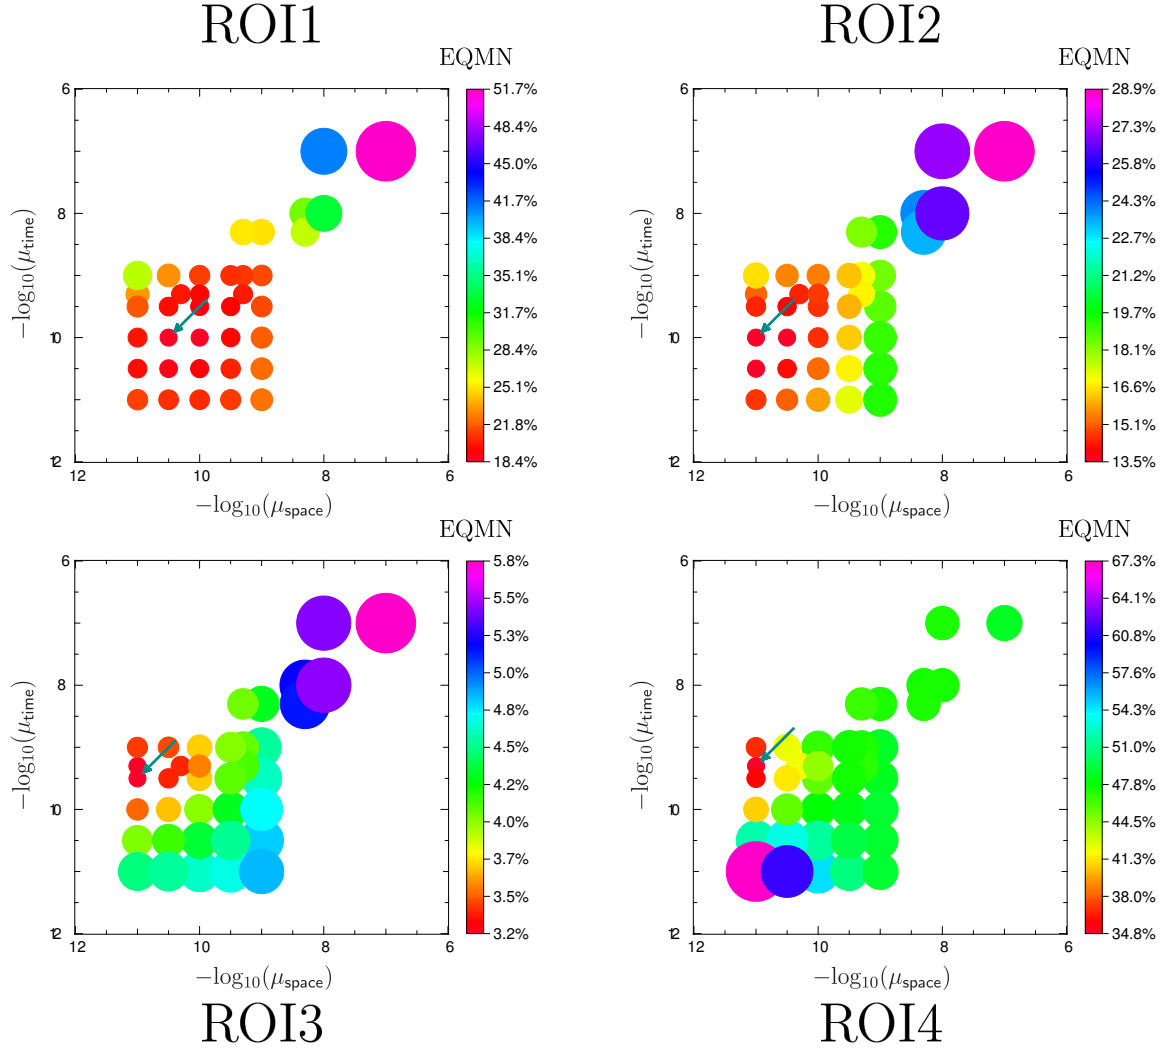 ROI1 ROI2
EQMN EQMN
6 51.7% 6 28.9%
48.4% 27.3%
45.0% 25.8%
8 41.7% 8 24.3%
38.4% 22.7%
−log10(μtime) 35.1% −log10(μtime) 21.2%
31.7% 19.7%
10 28.4% 10 18.1%
25.1% 16.6%
21.8% 15.1%
12 18.4% 12 13.5%
12 10 8 6 12 10 8 6
−log10(μspace) −log10(μspace)
EQMN EQMN
6 5.8% 6 67.3%
5.5% 64.1%
5.3% 60.8%
8 5.0% 8 57.6%
4.8% 54.3%
−log10(μtime) 4.5% −log10(μtime) 51.0%
4.2% 47.8%
10 4.0% 10 44.5%
3.7% 41.3%
3.5% 38.0%
12 3.2% 12 34.8%
12 10 8 6 12 10 8 6
−log10(μspace) −log10(μspace)
ROI3 ROI4